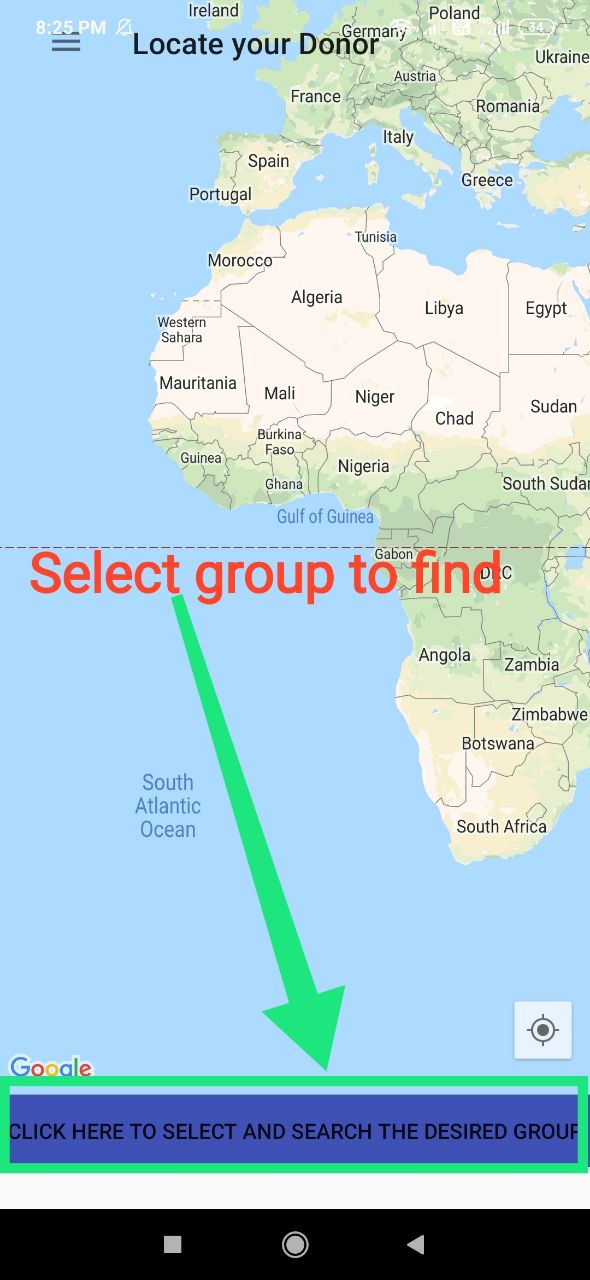 Ireland
Poland
8:25 PM
34
Germany
Locate your Donor
Ukraine
Austria
France
Romania
Italy
Spain
Greece
Portugal
Tunisia
Morocco
Algeria
Libya
Egypt
Western
Sahara
Mauritania
Mali
Niger
Chad
Sudan
Burkina
Faso
Guinea
Nigeria
Ghana
South Sudan
Gulf of Guinea
Gabon
DRC
Select group to find
Angola
Zambia
Zimbabwe
Botswana
South
Atlantic
Ocean
South Africa
Google
CLICK HERE TO SELECT AND SEARCH THE DESIRED GROUP